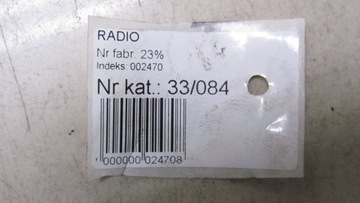 RADIO
Nr fabr. 23%
Indeks: 002470
Nr kat.: 33/084
000000 024708